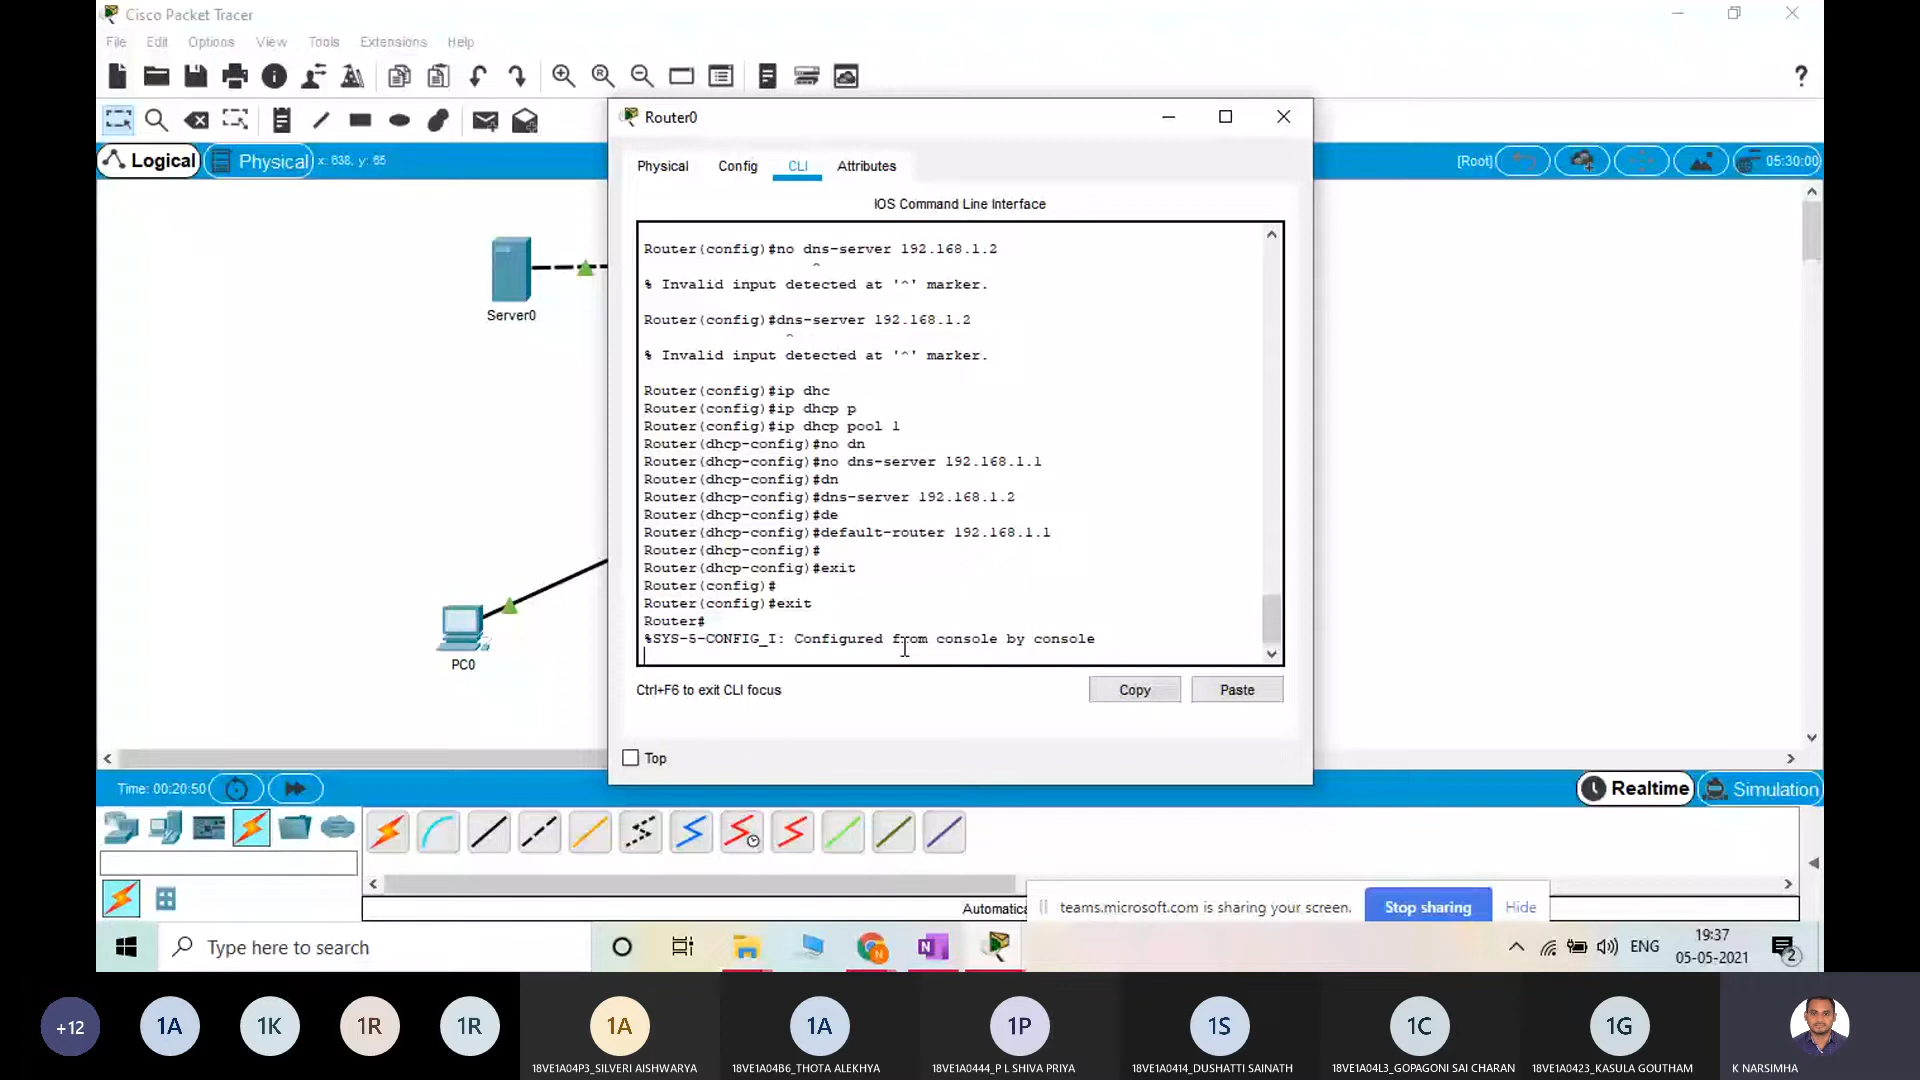 Cisco Packet Tracer
File Edit Options View Tools Extensions Help
?
Logical Physical x: 638, y: 65 [Root] 05:30:00
Router0
Physical Config CLI Attributes
IOS Command Line Interface
Router(config)#no dns-server 192.168.1.2
^
% Invalid input detected at '^' marker.
Router(config)#dns-server 192.168.1.2
^
% Invalid input detected at '^' marker.
Router(config)#ip dhc
Router(config)#ip dhcp p
Router(config)#ip dhcp pool 1
Router(dhcp-config)#no dn
Router(dhcp-config)#no dns-server 192.168.1.1
Router(dhcp-config)#dn
Router(dhcp-config)#dns-server 192.168.1.2
Router(dhcp-config)#de
Router(dhcp-config)#default-router 192.168.1.1
Router(dhcp-config)#
Router(dhcp-config)#exit
Router(config)#
Router(config)#exit
Router#
%SYS-5-CONFIG_I: Configured from console by console
Ctrl+F6 to exit CLI focus Copy Paste
Top
Server0
PC0
Time: 00:20:50 Realtime Simulation
Automatica
teams.microsoft.com is sharing your screen. Stop sharing Hide
Type here to search
N
N
ENG
19:37
05-05-2021
2
+12 1A 1K 1R 1R 1A 1A 1P 1S 1C 1G
18VE1A04P3_SILVERI AISHWARYA 18VE1A04B6_THOTA ALEKHYA 18VE1A0444_P L SHIVA PRIYA 18VE1A0414_DUSHATTI SAINATH 18VE1A04L3_GOPAGONI SAI CHARAN 18VE1A0423_KASULA GOUTHAM K NARSIMHA